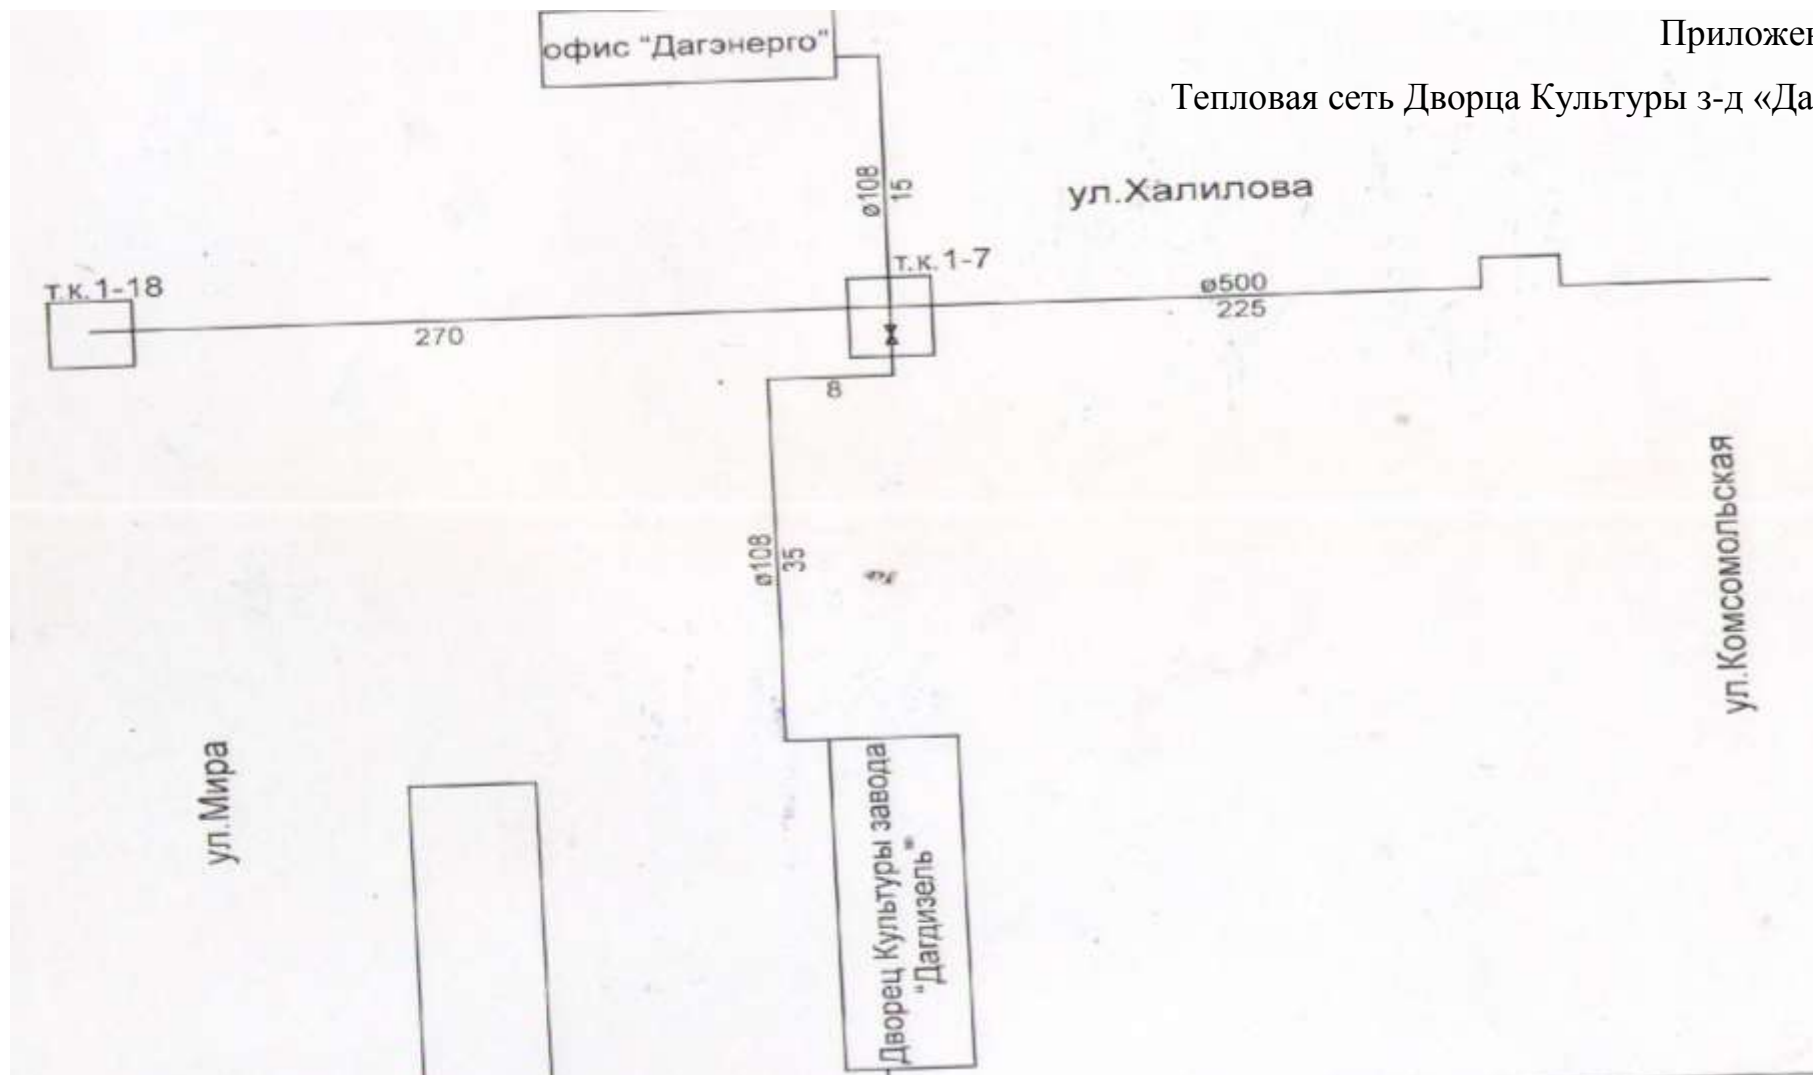 Приложен
Тепловая сеть Дворца Культуры з-д «Да
офис "Дагэнерго"
ø108
15
ул.Халилова
т.к.1-7
т.к.1-18
ø500
225
270
8
ø108
35
ул.Комсомольская
ул.Мира
Дворец Культуры завода
"Дагдизель"